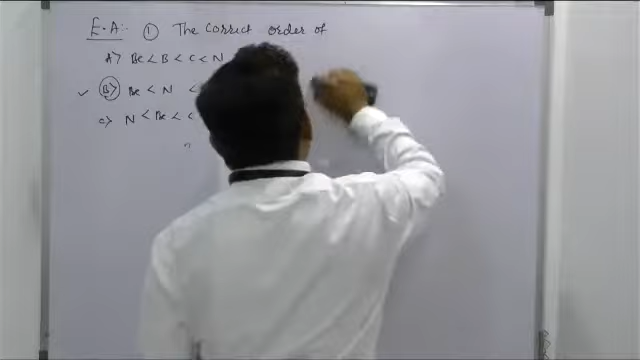 E.A:- ① The correct order of
A> Be < B < C < N
✓ B> Be < N <
C> N < Be < C